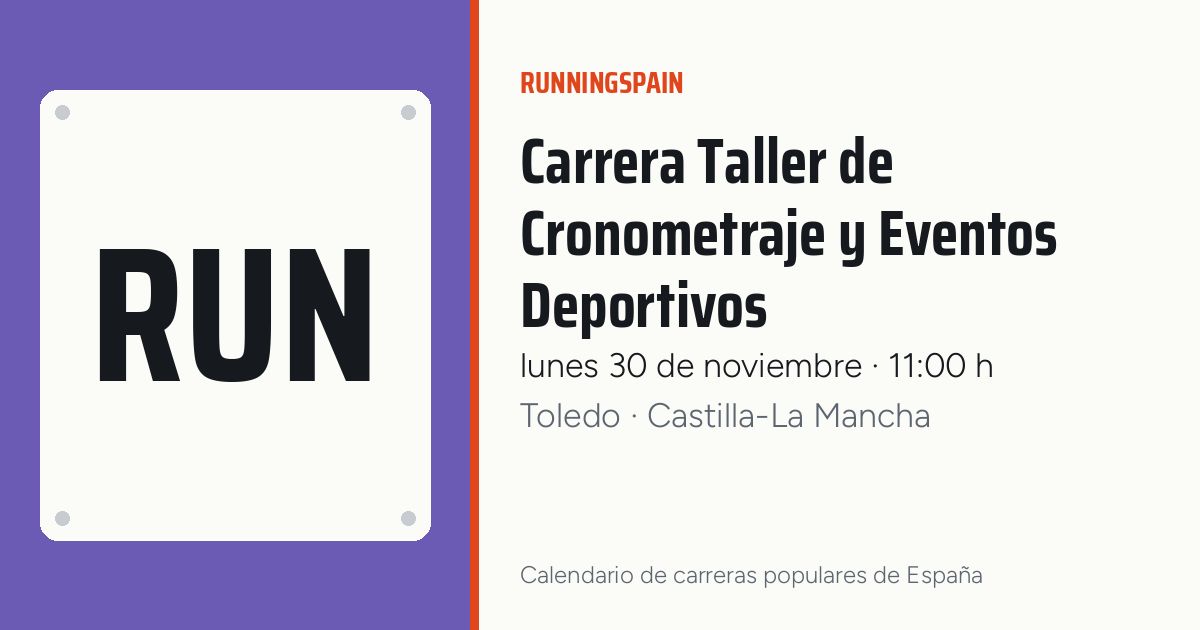 RUN
RUNNINGSPAIN
Carrera Taller de
Cronometraje y Eventos
Deportivos
lunes 30 de noviembre · 11:00 h
Toledo · Castilla-La Mancha
Calendario de carreras populares de España